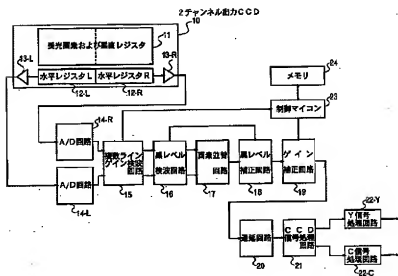 2チャンネル出力CCD
10
11
受光画素および垂直レジスタ
13-L
13-R
水平レジスタL
水平レジスタR
12-L
12-R
24
メモリ
23
制御マイコン
14-R
A/D回路
A/D回路
14-L
複数ライン
ゲイン検波
回路
15
黒レベル
検波回路
16
画素位置
回路
17
黒レベル
補正回路
18
ゲイン
補正回路
19
遅延回路
20
CCD
信号処理
回路
21
22-Y
Y信号
処理回路
C信号
処理回路
22-C